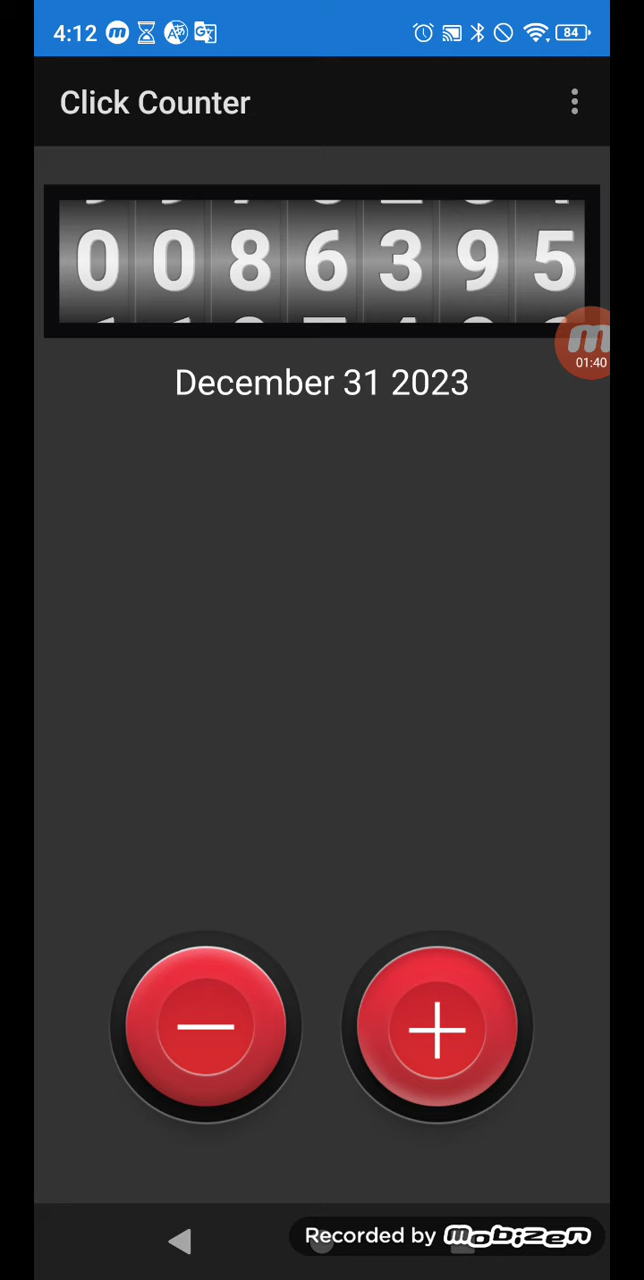 4:12 84
Click Counter
0086395
01:40
December 31 2023
Recorded by mobizen